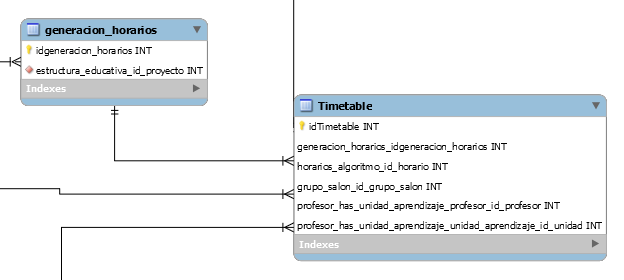 generacion_horarios
idgeneracion_horarios INT
estructura_educativa_id_proyecto INT
Indexes
Timetable
idTimetable INT
generacion_horarios_idgeneracion_horarios INT
horarios_algoritmo_id_horario INT
grupo_salon_id_grupo_salon INT
profesor_has_unidad_aprendizaje_profesor_id_profesor INT
profesor_has_unidad_aprendizaje_unidad_aprendizaje_id_unidad INT
Indexes